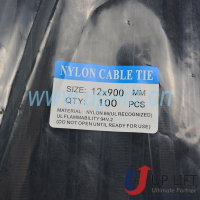 NYLON CABLE TIE
SIZE: 12x900 MM
QTY: 100 PCS
MATERIAL: NYLON 66(UL RECOGNIZED)
UL FLAMMABILITY 94V-2
(DO NOT OPEN UNTIL READY FOR USE)
LIFT
Ultimate Partner